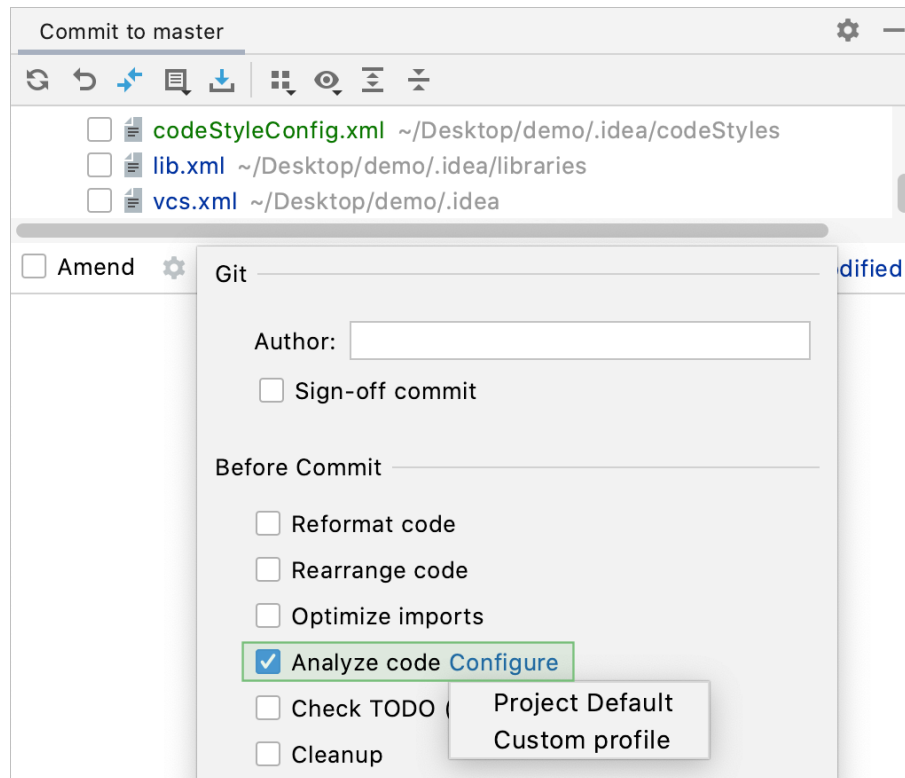 Commit to master
codeStyleConfig.xml ~/Desktop/demo/.idea/codeStyles
lib.xml ~/Desktop/demo/.idea/libraries
vcs.xml ~/Desktop/demo/.idea
Amend
Git
Author:
Sign-off commit
Before Commit
Reformat code
Rearrange code
Optimize imports
Analyze code Configure
Check TODO (
Project Default
Custom profile
Cleanup